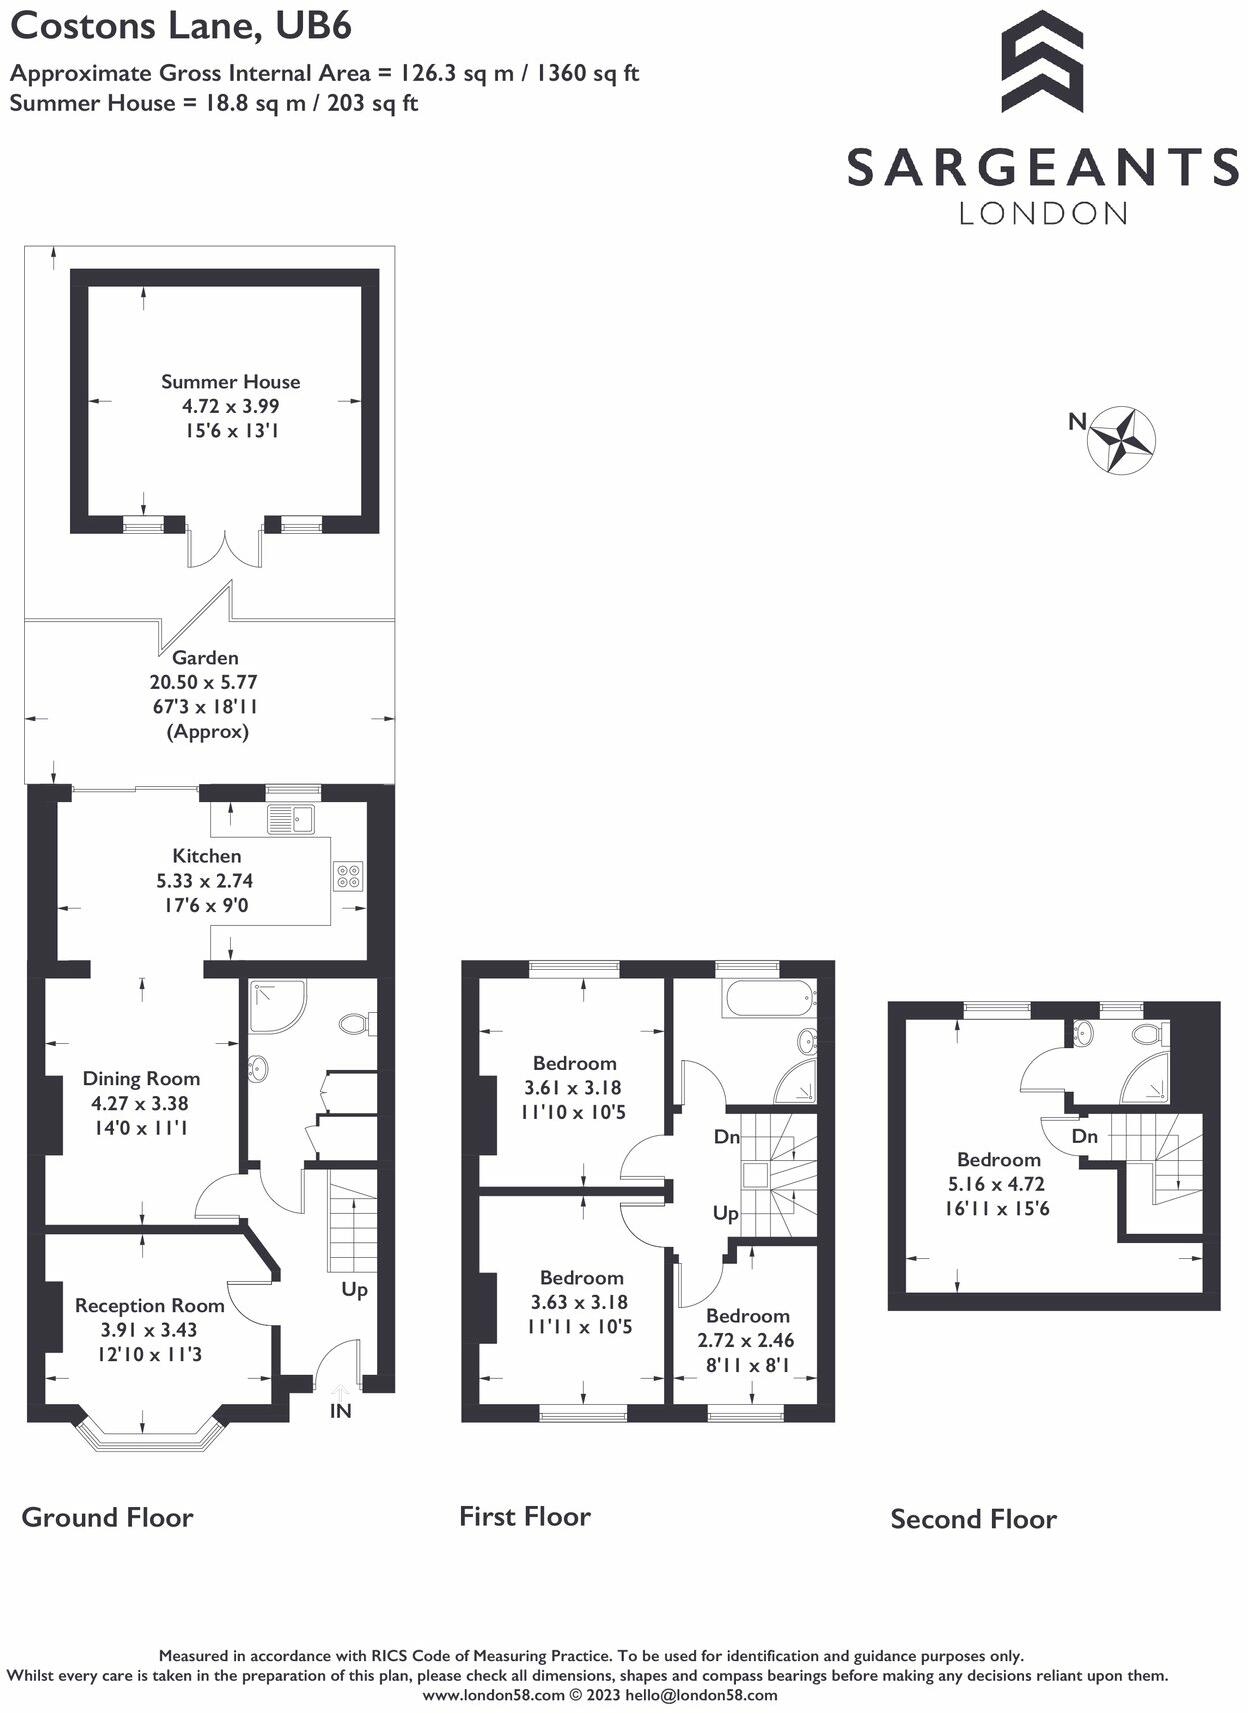 Costons Lane, UB6
Approximate Gross Internal Area = 126.3 sq m / 1360 sq ft
Summer House = 18.8 sq m / 203 sq ft
SARGEANTS
LONDON
Summer House
4.72 x 3.99
15'6 x 13'1
N
Garden
20.50 x 5.77
67'3 x 18'11
(Approx)
Kitchen
5.33 x 2.74
17'6 x 9'0
Dining Room
4.27 x 3.38
14'0 x 11'1
Reception Room
3.91 x 3.43
12'10 x 11'3
Up
IN
Bedroom
3.61 x 3.18
11'10 x 10'5
Dn
Up
Bedroom
3.63 x 3.18
11'11 x 10'5
Bedroom
2.72 x 2.46
8'11 x 8'1
Dn
Bedroom
5.16 x 4.72
16'11 x 15'6
Ground Floor
First Floor
Second Floor
Measured in accordance with RICS Code of Measuring Practice. To be used for identification and guidance purposes only.
Whilst every care is taken in the preparation of this plan, please check all dimensions, shapes and compass bearings before making any decisions reliant upon them.
www.london58.com © 2023 hello@london58.com